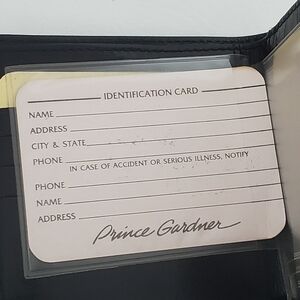 IDENTIFICATION CARD
NAME
ADDRESS
CITY & STATE
PHONE
IN CASE OF ACCIDENT OR SERIOUS ILLNESS, NOTIFY
PHONE
NAME
ADDRESS
Prince Gardner